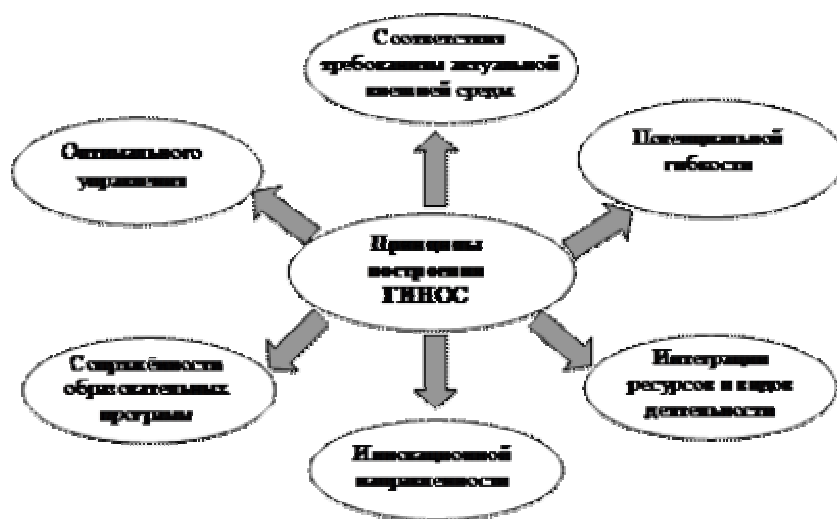 Соответствия
требованиям актуальной
внешней среды
Оптимального
управления
Потенциальной
гибкости
Принципы
построения
ГИНОС
Сопряжённости
образовательных
программ
Интеграции
ресурсов и видов
деятельности
Инновационной
направленности